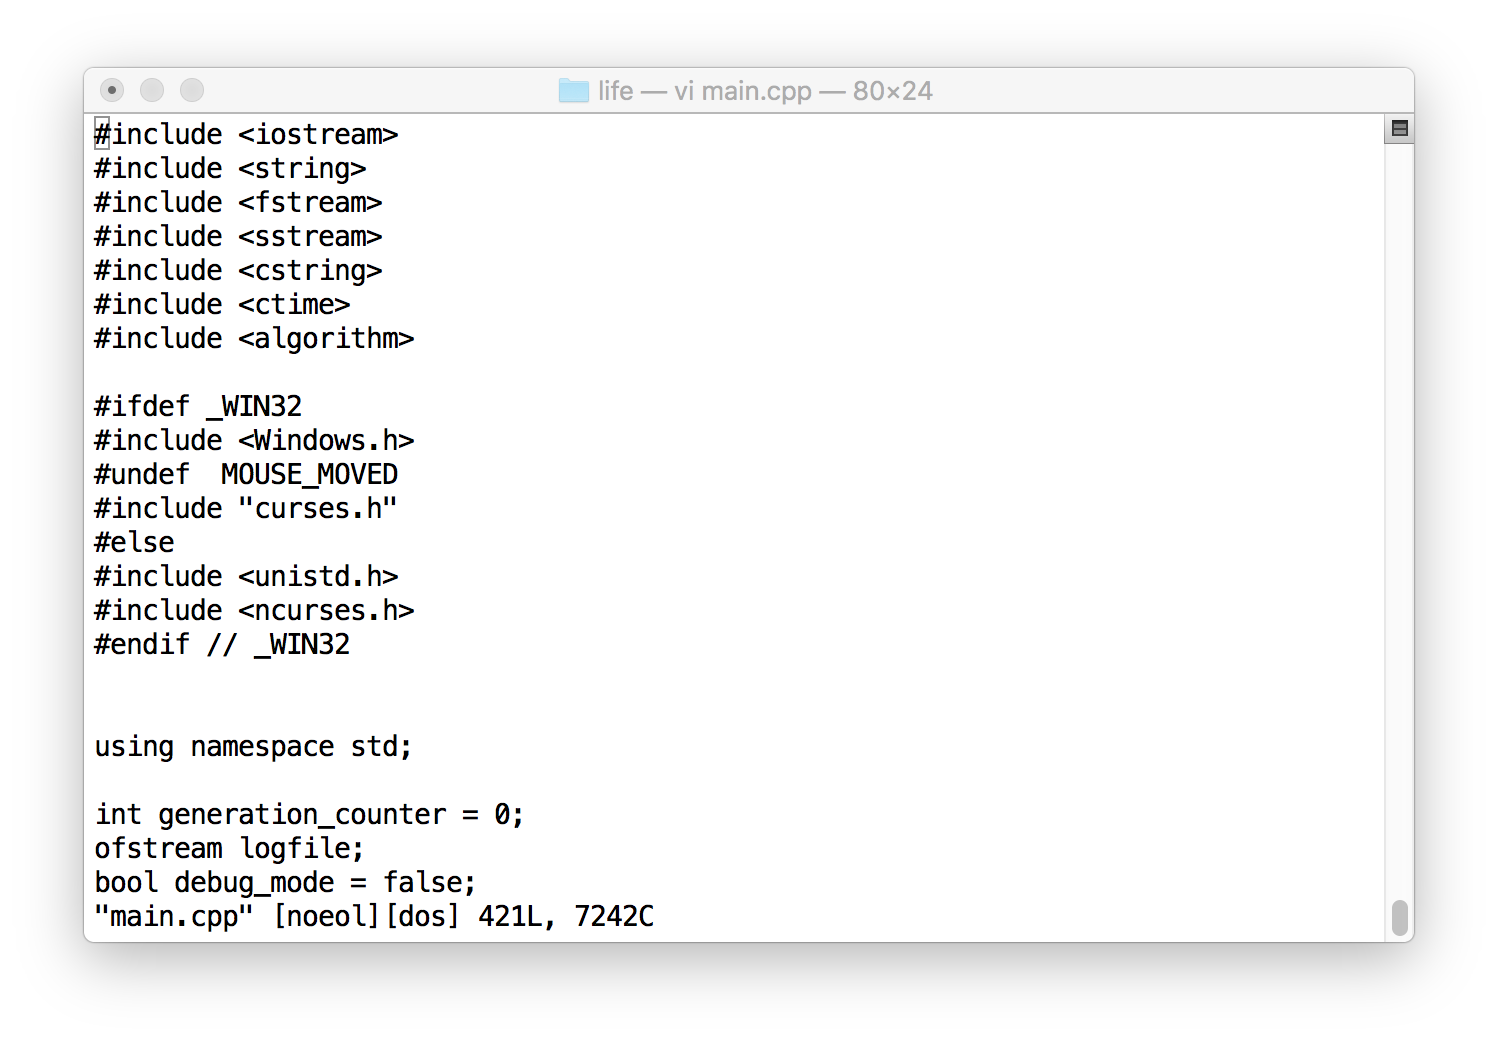 life — vi main.cpp — 80×24
#include <iostream>
#include <string>
#include <fstream>
#include <sstream>
#include <cstring>
#include <ctime>
#include <algorithm>
#ifdef _WIN32
#include <Windows.h>
#undef  MOUSE_MOVED
#include "curses.h"
#else
#include <unistd.h>
#include <ncurses.h>
#endif // _WIN32
using namespace std;
int generation_counter = 0;
ofstream logfile;
bool debug_mode = false;
"main.cpp" [noeol][dos] 421L, 7242C